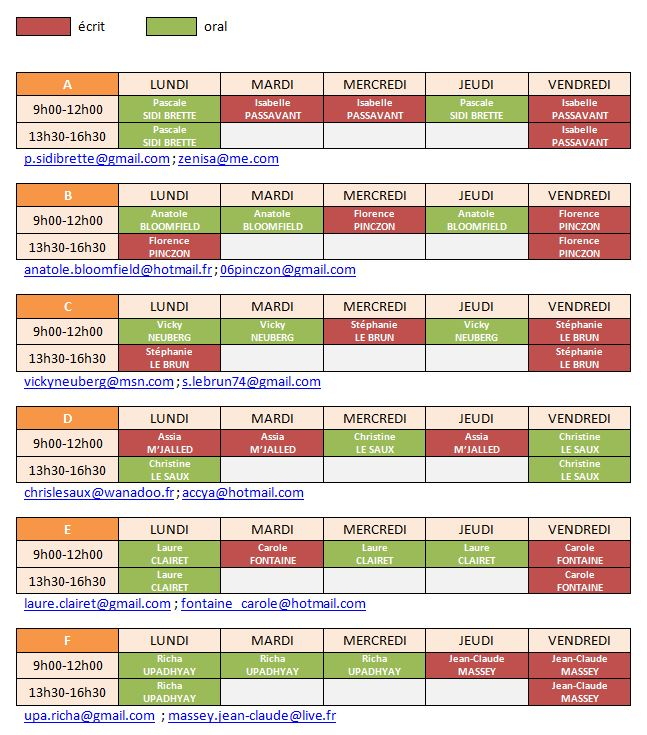 écrit oral
A LUNDI MARDI MERCREDI JEUDI VENDREDI
9h00-12h00 Pascale SIDI BRETTE Isabelle PASSAVANT Isabelle PASSAVANT Pascale SIDI BRETTE Isabelle PASSAVANT
13h30-16h30 Pascale SIDI BRETTE Isabelle PASSAVANT
p.sidibrette@gmail.com ; zenisa@me.com
B LUNDI MARDI MERCREDI JEUDI VENDREDI
9h00-12h00 Anatole BLOOMFIELD Anatole BLOOMFIELD Florence PINCZON Anatole BLOOMFIELD Florence PINCZON
13h30-16h30 Florence PINCZON Florence PINCZON
anatole.bloomfield@hotmail.fr ; 06pinczon@gmail.com
C LUNDI MARDI MERCREDI JEUDI VENDREDI
9h00-12h00 Vicky NEUBERG Vicky NEUBERG Stéphanie LE BRUN Vicky NEUBERG Stéphanie LE BRUN
13h30-16h30 Stéphanie LE BRUN Stéphanie LE BRUN
vickyneuberg@msn.com ; s.lebrun74@gmail.com
D LUNDI MARDI MERCREDI JEUDI VENDREDI
9h00-12h00 Assia M'JALLED Assia M'JALLED Christine LE SAUX Assia M'JALLED Christine LE SAUX
13h30-16h30 Christine LE SAUX Christine LE SAUX
chrislesaux@wanadoo.fr ; accya@hotmail.com
E LUNDI MARDI MERCREDI JEUDI VENDREDI
9h00-12h00 Laure CLAIRET Carole FONTAINE Laure CLAIRET Laure CLAIRET Carole FONTAINE
13h30-16h30 Laure CLAIRET Carole FONTAINE
laure.clairet@gmail.com ; fontaine_carole@hotmail.com
F LUNDI MARDI MERCREDI JEUDI VENDREDI
9h00-12h00 Richa UPADHYAY Richa UPADHYAY Richa UPADHYAY Jean-Claude MASSEY Jean-Claude MASSEY
13h30-16h30 Richa UPADHYAY Jean-Claude MASSEY
upa.richa@gmail.com ; massey.jean-claude@live.fr